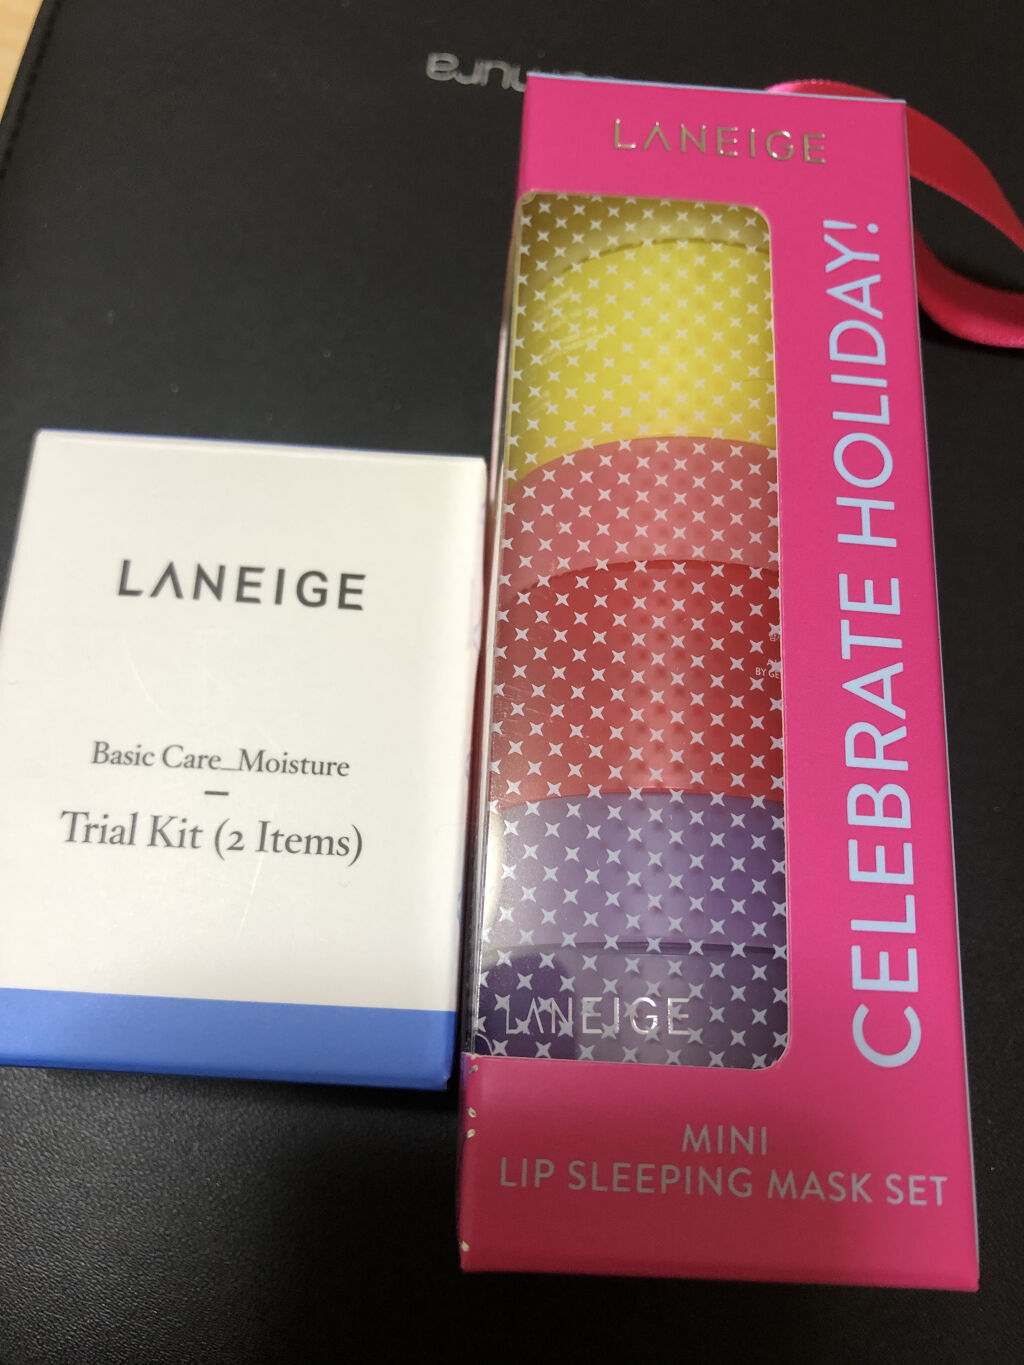 LANEIGE
Basic Care_Moisture
Trial Kit (2 Items)
LANEIGE
CELEBRATE HOLIDAY!
LANEIGE
MINI
LIP SLEEPING MASK SET